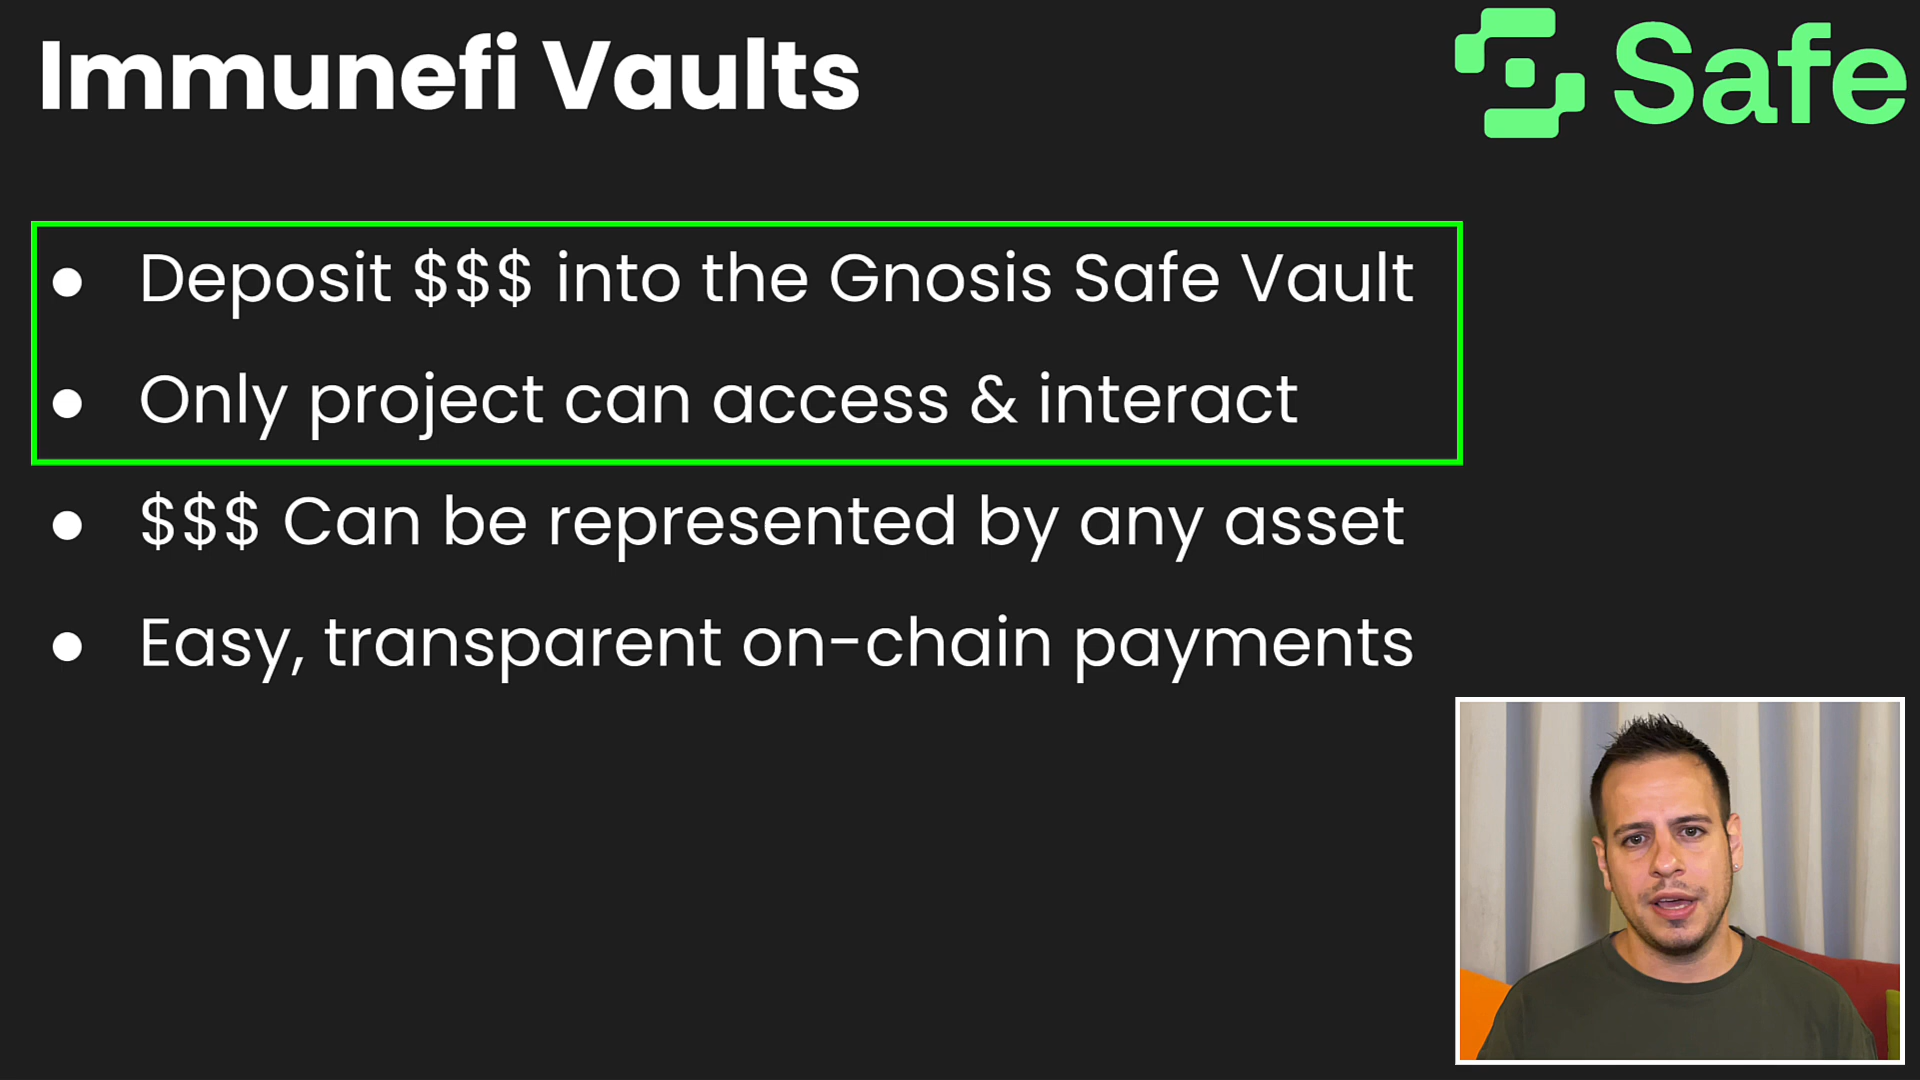 Immunefi Vaults
Safe
● Deposit $$$ into the Gnosis Safe Vault
● Only project can access & interact
● $$$ Can be represented by any asset
● Easy, transparent on-chain payments